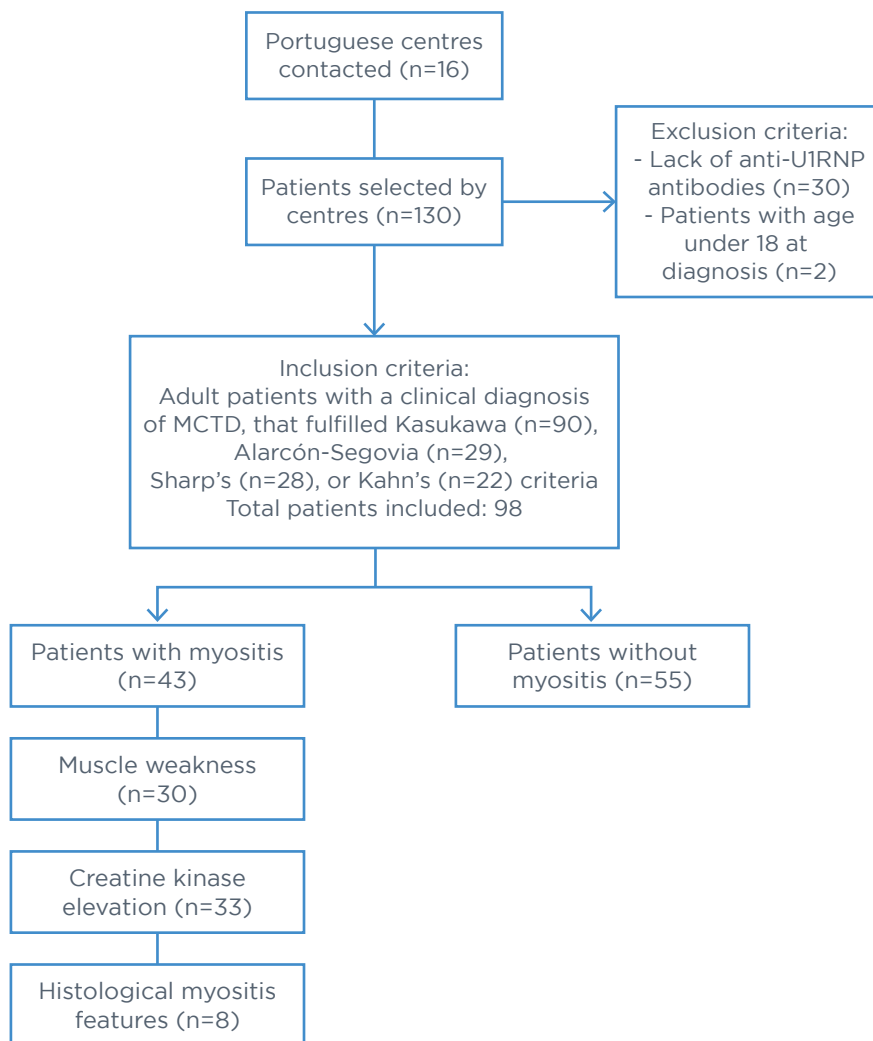 Portuguese centres
contacted (n=16)
Patients selected by
centres (n=130)
Exclusion criteria:
- Lack of anti-U1RNP
antibodies (n=30)
- Patients with age
under 18 at
diagnosis (n=2)
Inclusion criteria:
Adult patients with a clinical diagnosis
of MCTD, that fulfilled Kasukawa (n=90),
Alarcón-Segovia (n=29),
Sharp’s (n=28), or Kahn’s (n=22) criteria
Total patients included: 98
Patients with myositis
(n=43)
Patients without
myositis (n=55)
Muscle weakness
(n=30)
Creatine kinase
elevation (n=33)
Histological myositis
features (n=8)